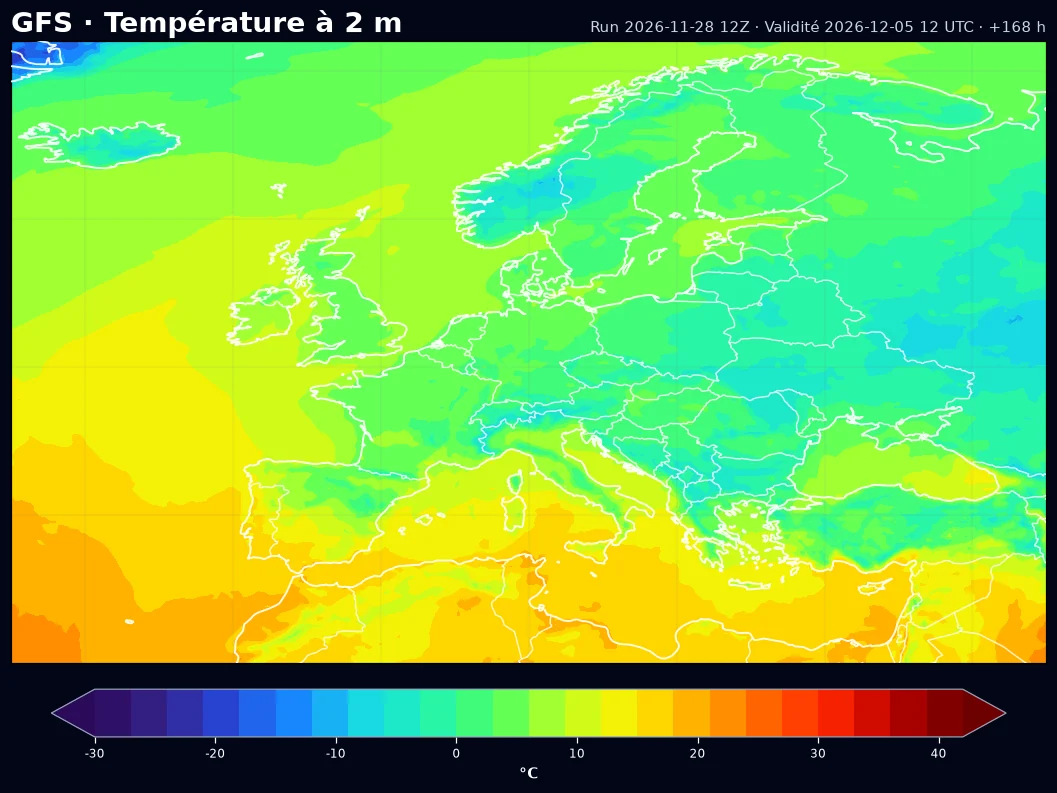 GFS · Température à 2 m
Run 2026-11-28 12Z · Validité 2026-12-05 12 UTC · +168 h
-30 -20 -10 0 10 20 30 40
°C